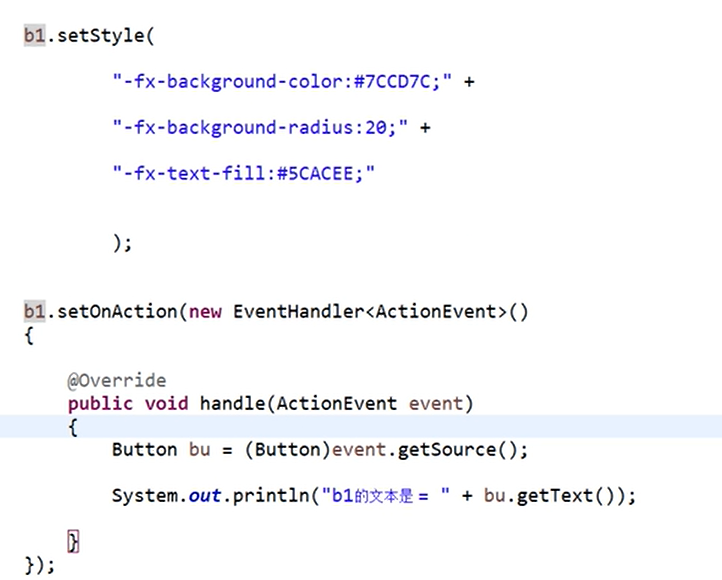 b1.setStyle(
"-fx-background-color:#7CCD7C;" +
"-fx-background-radius:20;" +
"-fx-text-fill:#5CACEE;"
);
b1.setOnAction(new EventHandler<ActionEvent>()
{
@Override
public void handle(ActionEvent event)
{
Button bu = (Button)event.getSource();
System.out.println("b1的文本是 = " + bu.getText());
}
});